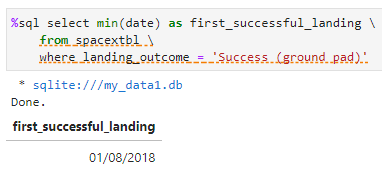 %sql select min(date) as first_successful_landing \
from spacextbl \
where landing_outcome = 'Success (ground pad)'
* sqlite:///my_data1.db
Done.
first_successful_landing
01/08/2018